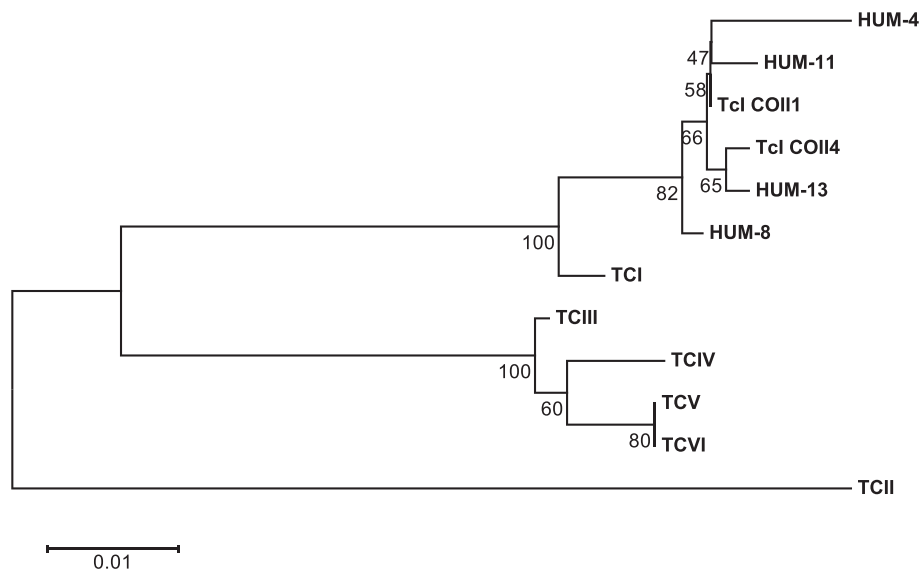 HUM-4
47
HUM-11
58
TcI COII1
66
TcI COII4
65
HUM-13
82
HUM-8
100
TCI
TCIII
100
TCIV
60
TCV
80
TCVI
TCII
0.01